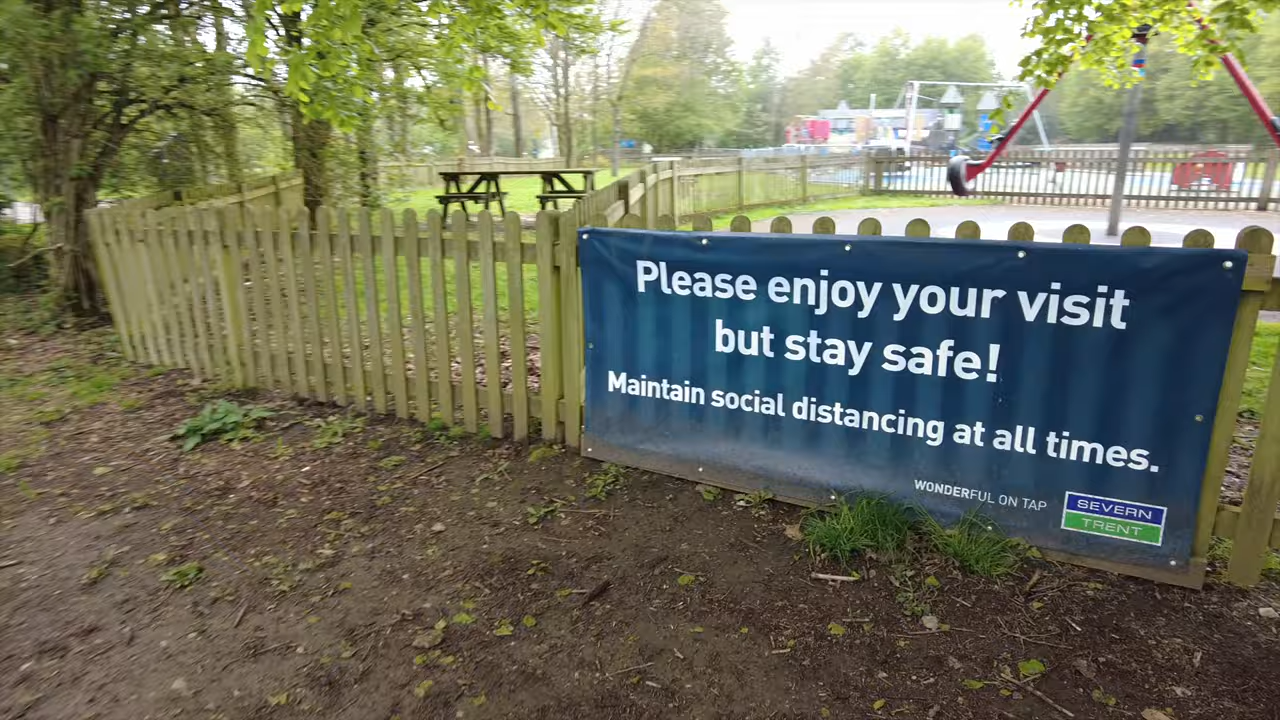 Please enjoy your visit
but stay safe!
Maintain social distancing at all times.
WONDERFUL ON TAP
SEVERN
TRENT